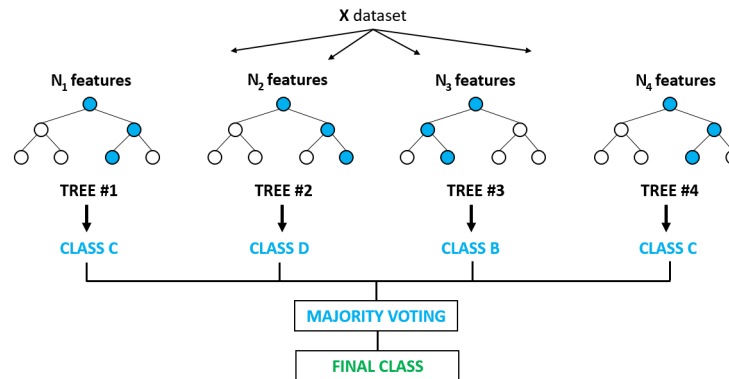 X dataset
N₁ features
N₂ features
N₃ features
N₄ features
TREE #1
TREE #2
TREE #3
TREE #4
CLASS C
CLASS D
CLASS B
CLASS C
MAJORITY VOTING
FINAL CLASS